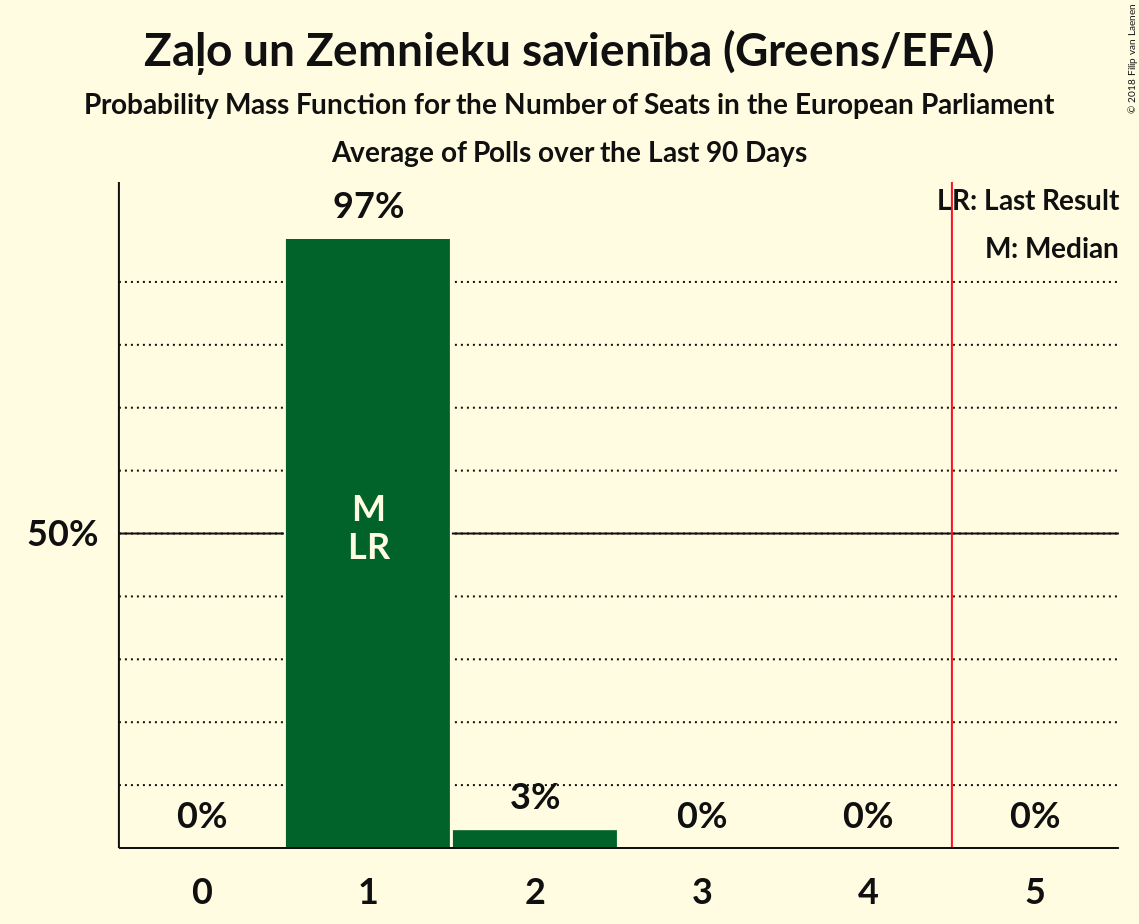 Zaļo un Zemnieku savienība (Greens/EFA)
Probability Mass Function for the Number of Seats in the European Parliament
Average of Polls over the Last 90 Days
© 2018 Filip van Laenen
LR: Last Result
M: Median
97%
M
LR
50%
0%
3%
0%
0%
0%
0
1
2
3
4
5